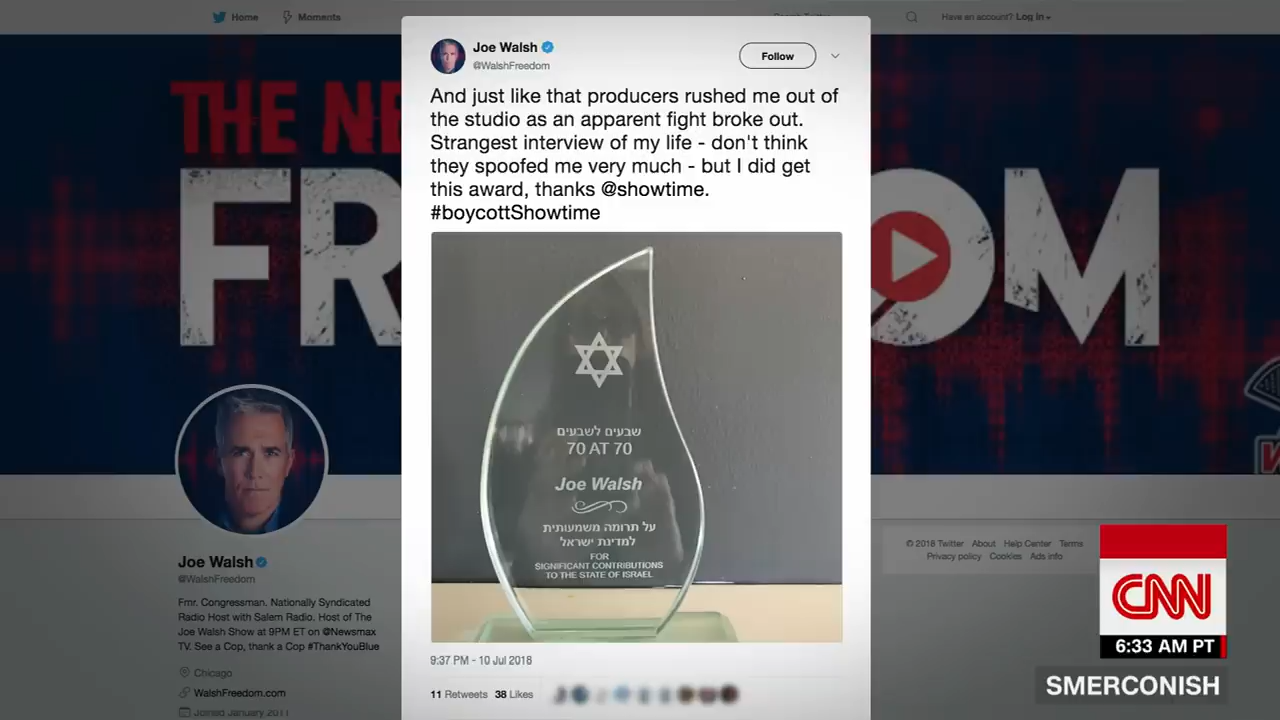 Home
Moments
Search Twitter
Have an account? Log In
THE NE
FR
OM
Joe Walsh
@WalshFreedom
Follow
And just like that producers rushed me out of
the studio as an apparent fight broke out.
Strangest interview of my life - don't think
they spoofed me very much - but I did get
this award, thanks @showtime.
#boycottShowtime
שבעים לשבעים
70 AT 70
Joe Walsh
על תרומה משמעותית
למדינת ישראל
FOR
SIGNIFICANT CONTRIBUTIONS
TO THE STATE OF ISRAEL
9:37 PM - 10 Jul 2018
11 Retweets 38 Likes
Joe Walsh
@WalshFreedom
Fmr. Congressman. Nationally Syndicated
Radio Host with Salem Radio. Host of The
Joe Walsh Show at 9PM ET on @Newsmax
TV. See a Cop, thank a Cop #ThankYouBlue
Chicago
WalshFreedom.com
Joined January 2011
© 2018 Twitter About Help Center Terms
Privacy policy Cookies Ads info
CNN
6:33 AM PT
SMERCONISH